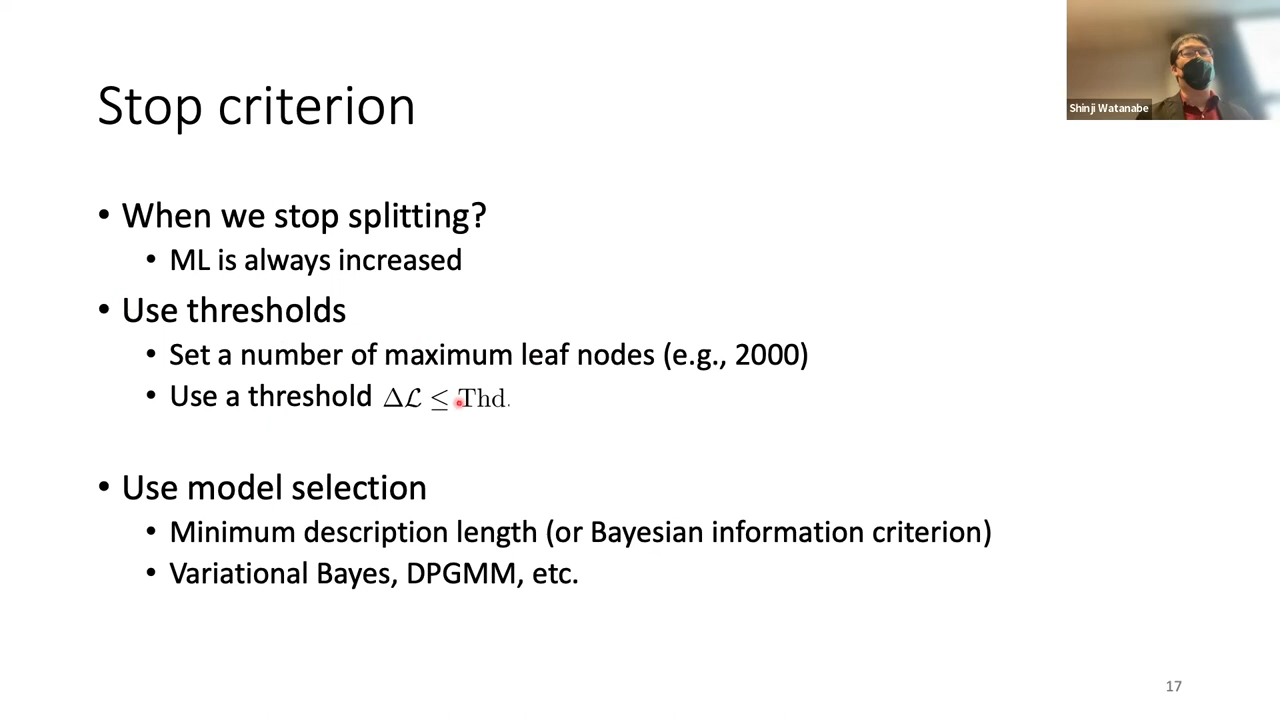 Stop criterion
Shinji Watanabe
• When we stop splitting?
• ML is always increased
• Use thresholds
• Set a number of maximum leaf nodes (e.g., 2000)
• Use a threshold Δℒ ≤ Thd.
• Use model selection
• Minimum description length (or Bayesian information criterion)
• Variational Bayes, DPGMM, etc.
17